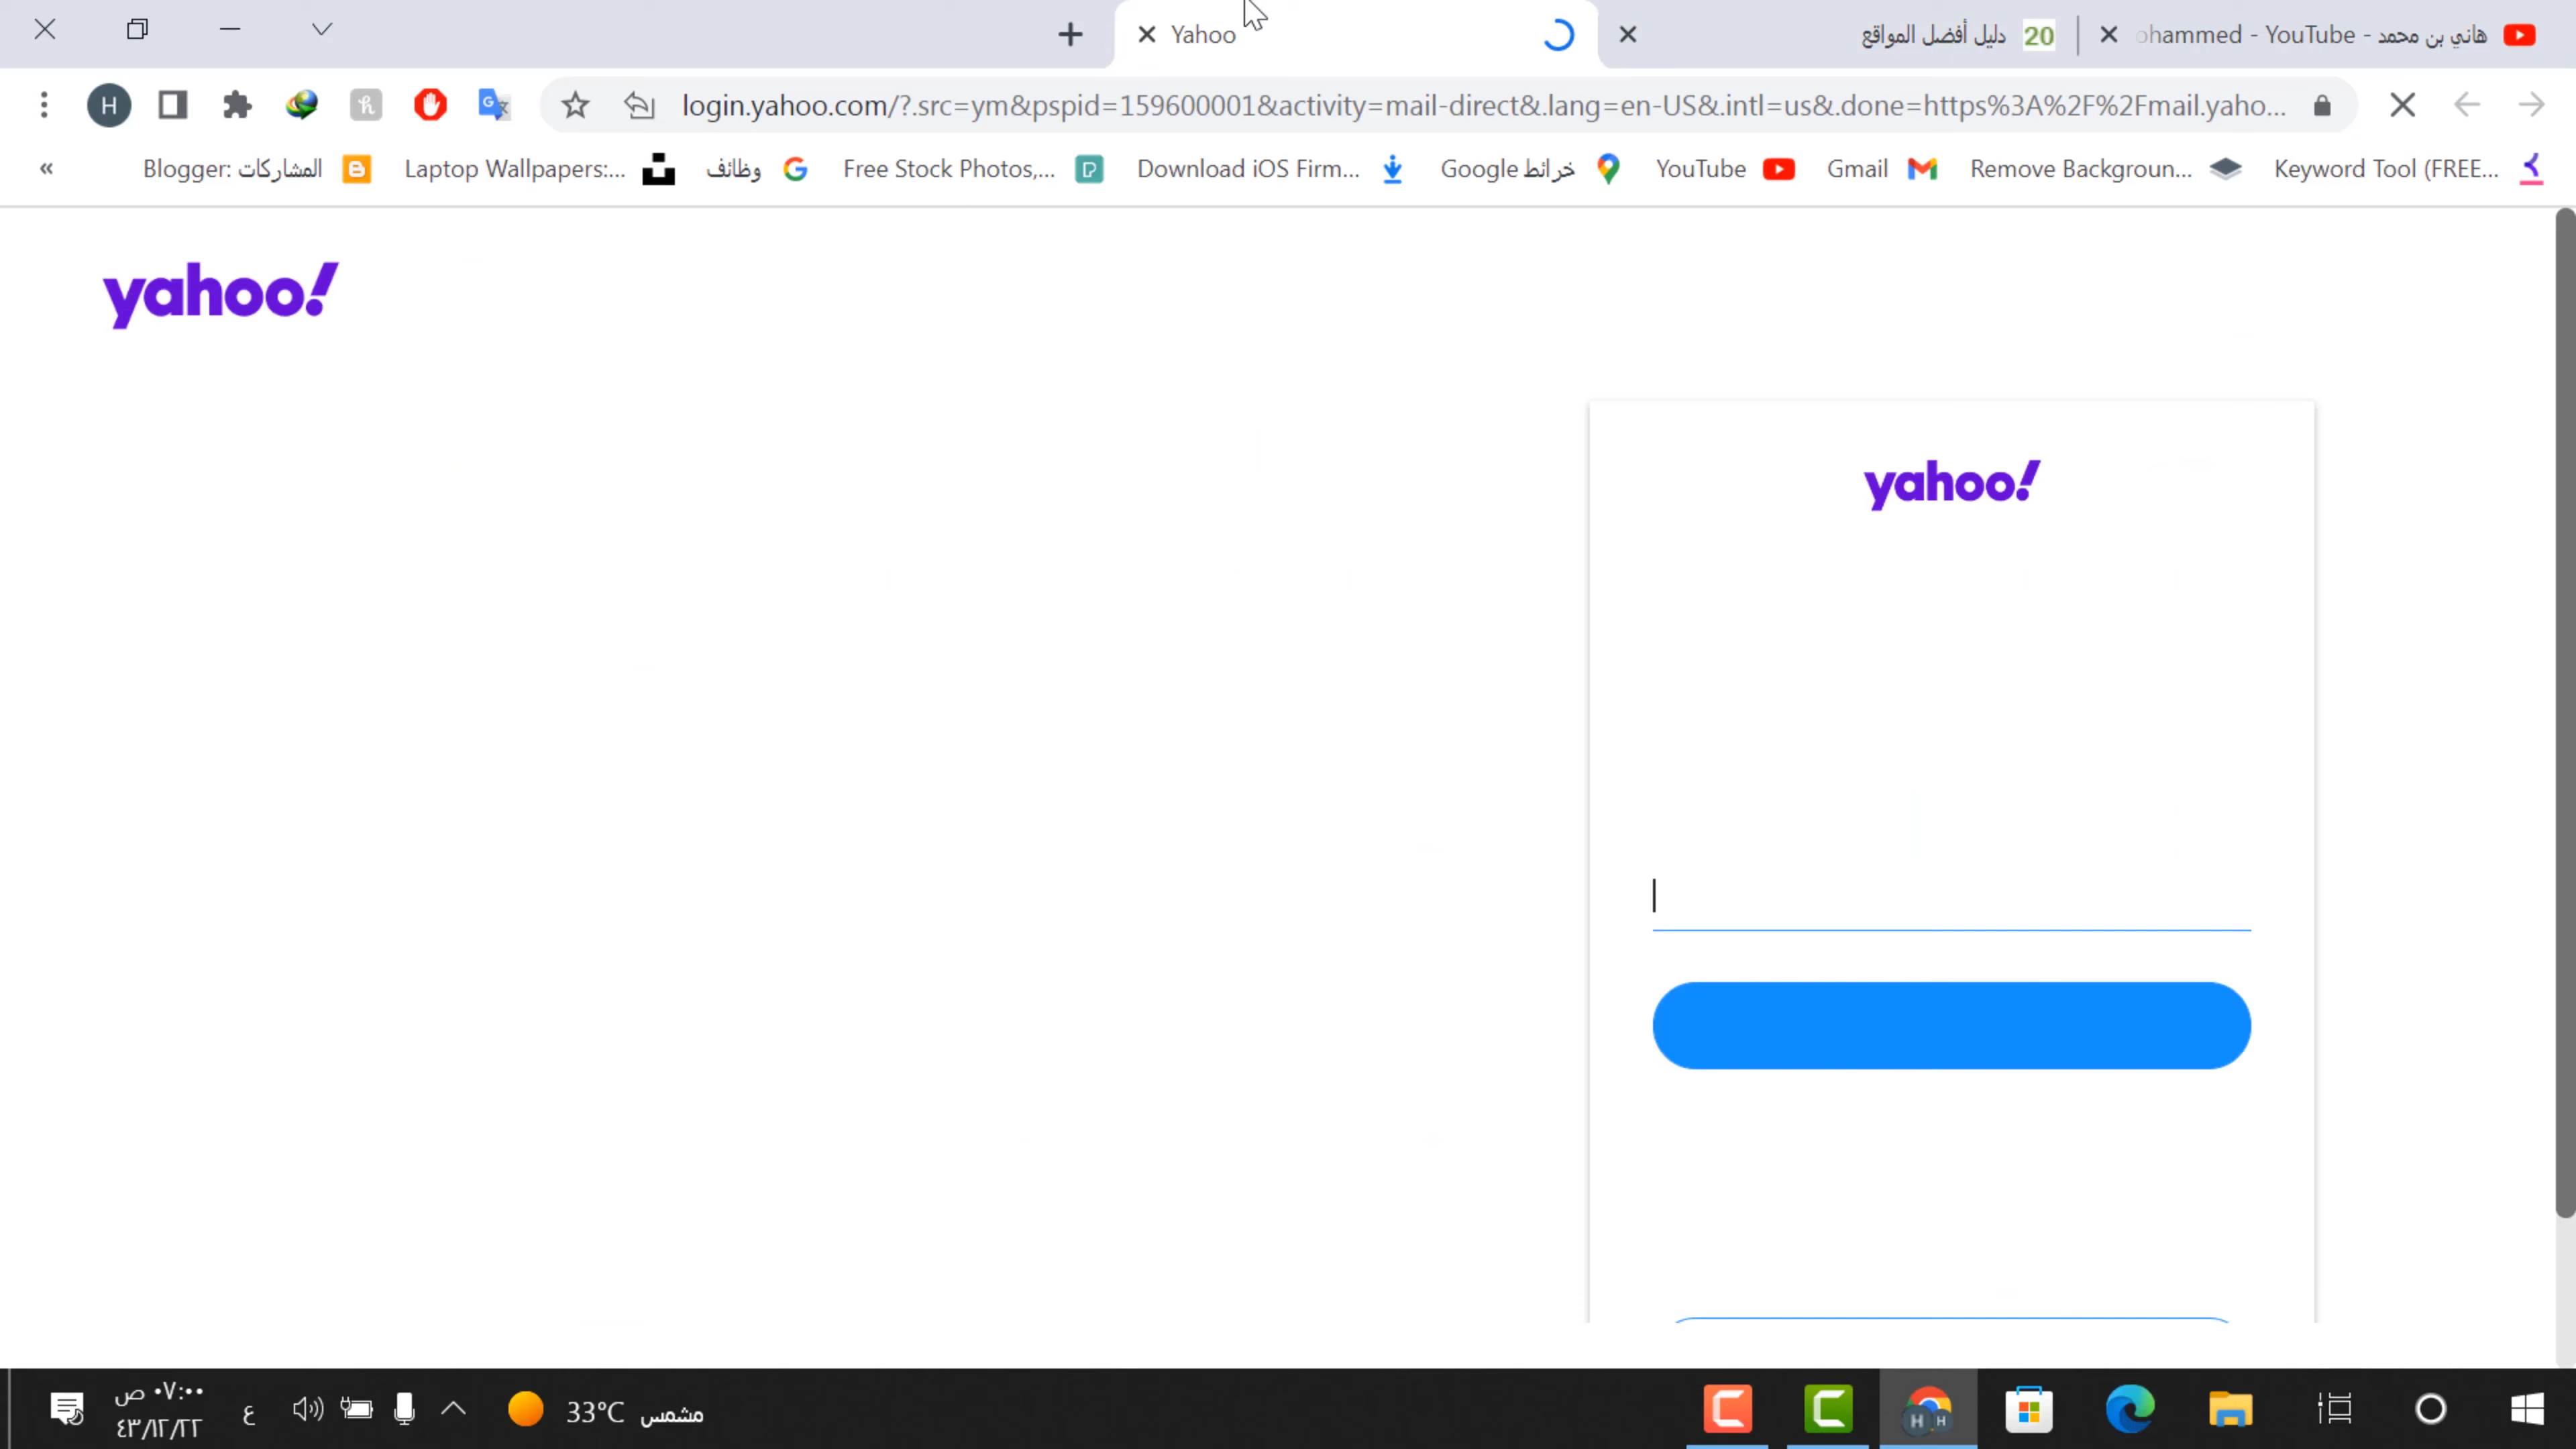 Yahoo
دليل أفضل المواقع 20
هاني بن محمد - ohammed - YouTube
H
login.yahoo.com/?.src=ym&pspid=159600001&activity=mail-direct&.lang=en-US&.intl=us&.done=https%3A%2F%2Fmail.yaho...
«
Blogger: المشاركات
Laptop Wallpapers:...
وظائف
Free Stock Photos,...
Download iOS Firm...
خرائط Google
YouTube
Gmail
Remove Backgroun...
Keyword Tool (FREE...
yahoo!
yahoo!
٠٧:٠٠ ص
٤٣/١٢/٢٢
ع
33°C مشمس